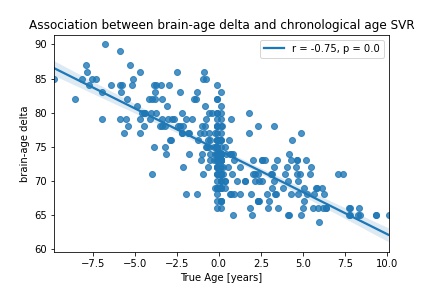 Association between brain-age delta and chronological age SVR
r = -0.75, p = 0.0
90
85
80
75
70
65
60
brain-age delta
-7.5 -5.0 -2.5 0.0 2.5 5.0 7.5 10.0
True Age [years]